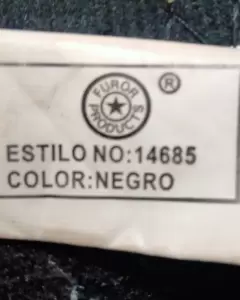 FUROR
PRODUCTS
®
ESTILO NO:14685
COLOR:NEGRO